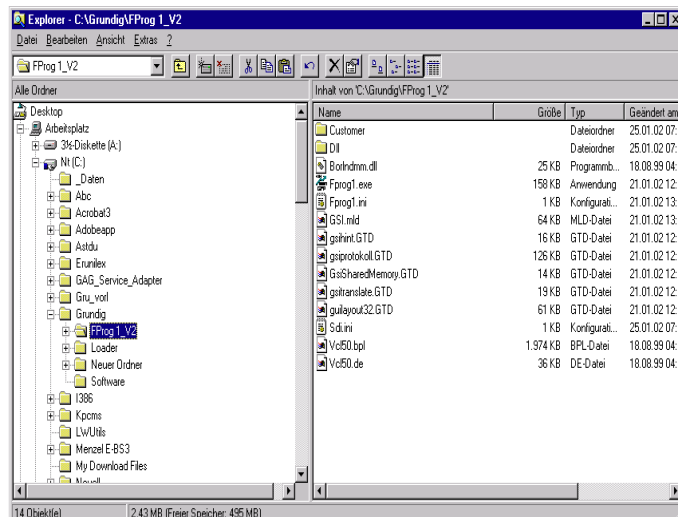 Explorer - C:\Grundig\FProg 1_V2
Datei Bearbeiten Ansicht Extras ?
FProg 1_V2
Alle Ordner
Inhalt von 'C:\Grundig\FProg 1_V2'
Desktop
Arbeitsplatz
3½-Diskette (A:)
Nt (C:)
_Daten
Abc
Acrobat3
Adobeapp
Astdu
Erunilex
GAG_Service_Adapter
Gru_vorl
Grundig
FProg 1_V2
Loader
Neuer Ordner
Software
I386
Kpcms
LWUtils
Menzel E-BS3
My Download Files
Novell
Name Größe Typ Geändert am
Customer Dateiordner 25.01.02 07:
Dll Dateiordner 25.01.02 07:
Borlndmm.dll 25 KB Programmb... 18.08.99 04:
Fprog1.exe 158 KB Anwendung 21.01.02 12:
Fprog1.ini 1 KB Konfigurati... 21.01.02 13:
GSI.mld 64 KB MLD-Datei 21.01.02 13:
gsihint.GTD 16 KB GTD-Datei 21.01.02 12:
gsiprotokoll.GTD 126 KB GTD-Datei 21.01.02 12:
GsiSharedMemory.GTD 14 KB GTD-Datei 21.01.02 12:
gsitranslate.GTD 19 KB GTD-Datei 21.01.02 12:
guilayout32.GTD 61 KB GTD-Datei 21.01.02 12:
Sdi.ini 1 KB Konfigurati... 25.01.02 07:
Vcl50.bpl 1.974 KB BPL-Datei 18.08.99 04:
Vcl50.de 36 KB DE-Datei 18.08.99 04:
14 Objekt(e) 2,43 MB (Freier Speicher: 495 MB)